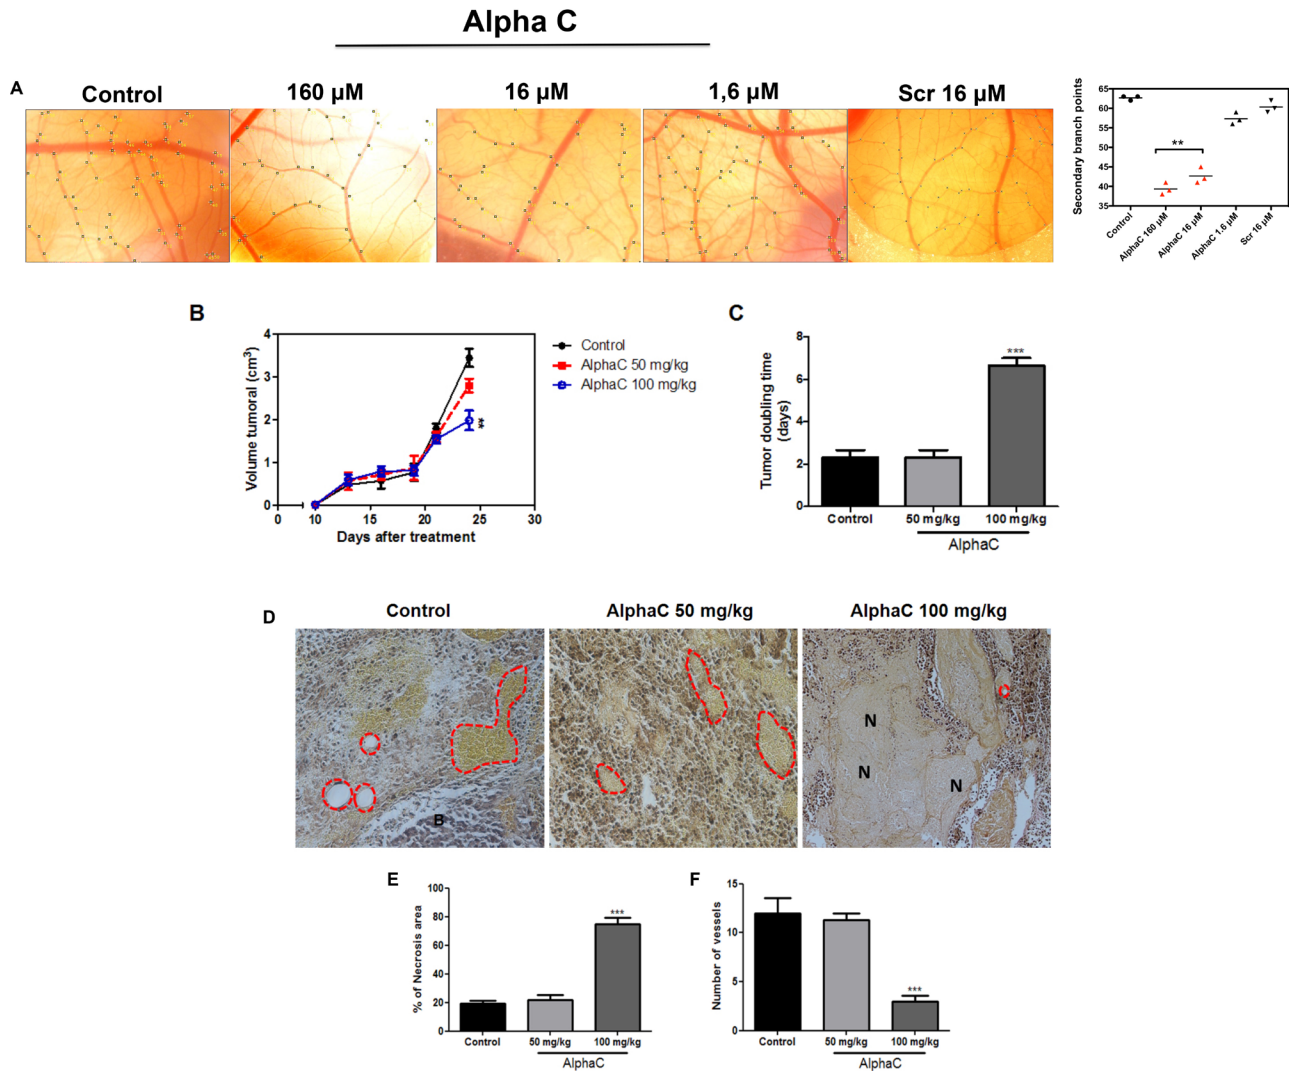 Alpha C
A
Control
160 µM
16 µM
1,6 µM
Scr 16 µM
Secondary branch points
65
60
55
50
45
40
35
**
Control
AlphaC 160 µM
AlphaC 16 µM
AlphaC 1.6 µM
Scr 16 µM
B
Volume tumoral (cm³)
4
3
2
1
0
0
10
15
20
25
30
Days after treatment
**
Control
AlphaC 50 mg/kg
AlphaC 100 mg/kg
C
Tumor doubling time
(days)
8
6
4
2
0
***
Control
50 mg/kg
100 mg/kg
AlphaC
D
Control
AlphaC 50 mg/kg
AlphaC 100 mg/kg
B
N
N
N
E
% of Necrosis area
100
80
60
40
20
0
***
Control
50 mg/kg
100 mg/kg
AlphaC
F
Number of vessels
15
10
5
0
***
Control
50 mg/kg
100 mg/kg
AlphaC